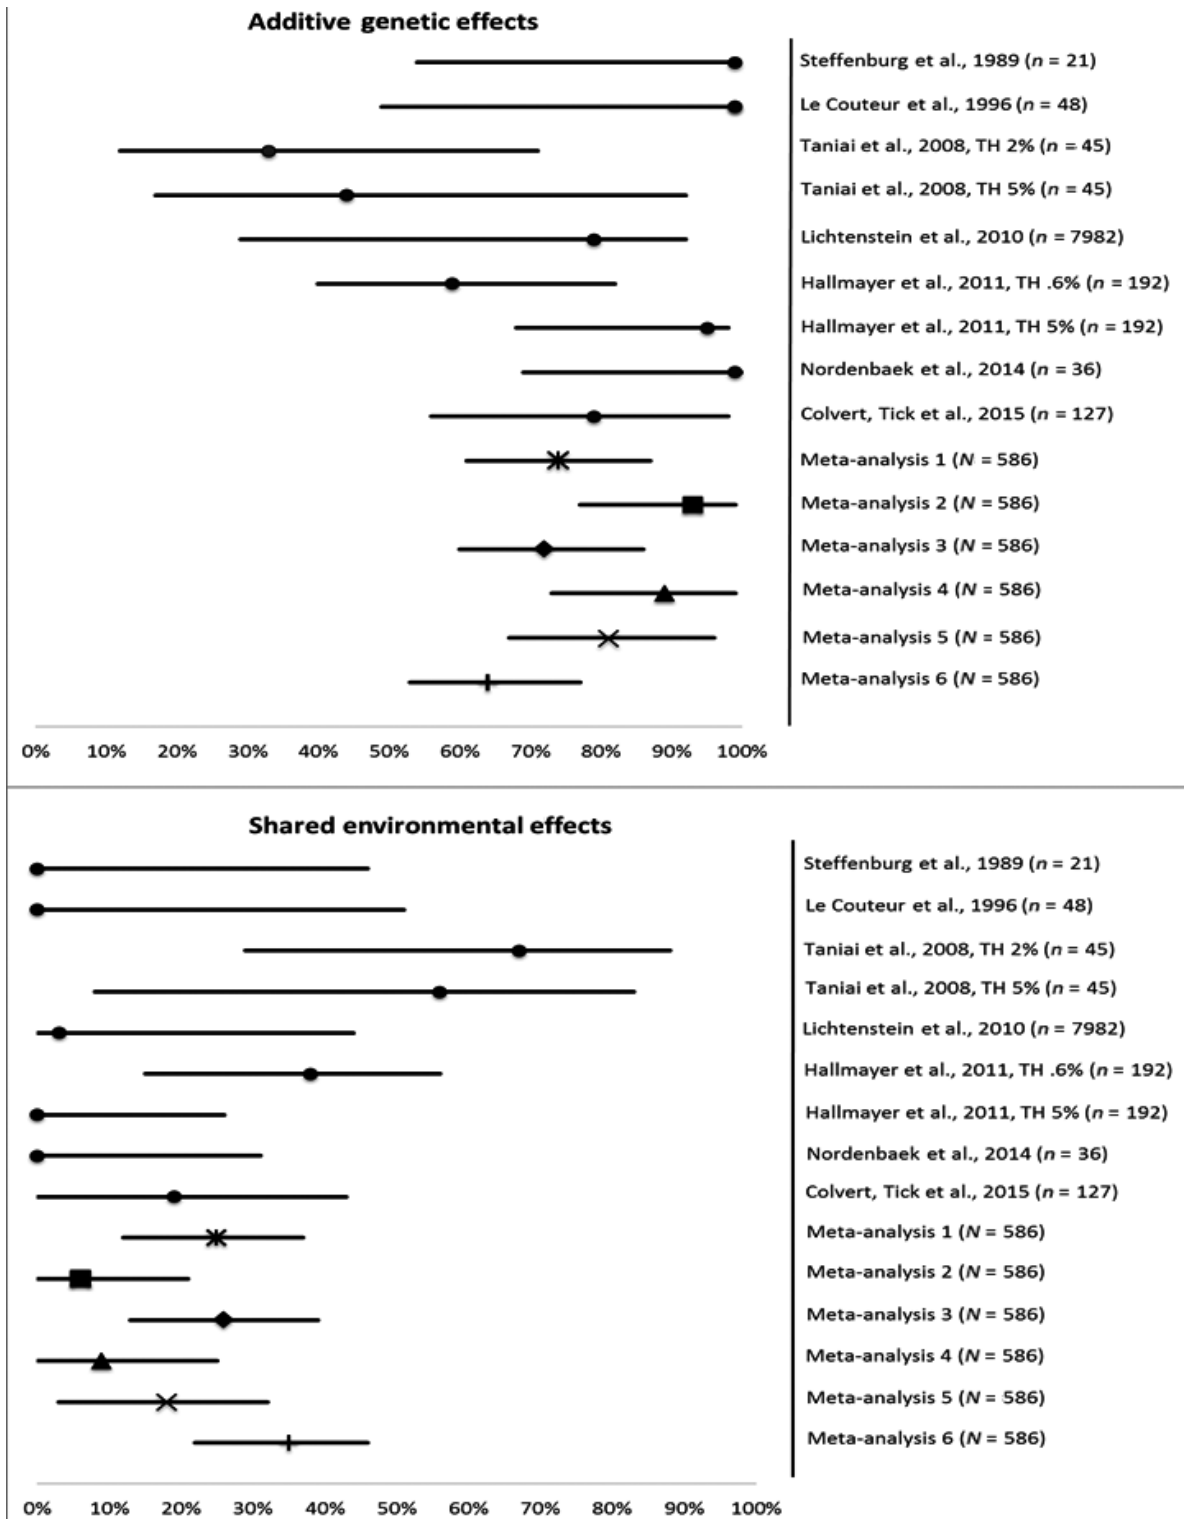 Additive genetic effects
Steffenburg et al., 1989 (n = 21)
Le Couteur et al., 1996 (n = 48)
Taniai et al., 2008, TH 2% (n = 45)
Taniai et al., 2008, TH 5% (n = 45)
Lichtenstein et al., 2010 (n = 7982)
Hallmayer et al., 2011, TH .6% (n = 192)
Hallmayer et al., 2011, TH 5% (n = 192)
Nordenbaek et al., 2014 (n = 36)
Colvert, Tick et al., 2015 (n = 127)
Meta-analysis 1 (N = 586)
Meta-analysis 2 (N = 586)
Meta-analysis 3 (N = 586)
Meta-analysis 4 (N = 586)
Meta-analysis 5 (N = 586)
Meta-analysis 6 (N = 586)
0% 10% 20% 30% 40% 50% 60% 70% 80% 90% 100%
Shared environmental effects
Steffenburg et al., 1989 (n = 21)
Le Couteur et al., 1996 (n = 48)
Taniai et al., 2008, TH 2% (n = 45)
Taniai et al., 2008, TH 5% (n = 45)
Lichtenstein et al., 2010 (n = 7982)
Hallmayer et al., 2011, TH .6% (n = 192)
Hallmayer et al., 2011, TH 5% (n = 192)
Nordenbaek et al., 2014 (n = 36)
Colvert, Tick et al., 2015 (n = 127)
Meta-analysis 1 (N = 586)
Meta-analysis 2 (N = 586)
Meta-analysis 3 (N = 586)
Meta-analysis 4 (N = 586)
Meta-analysis 5 (N = 586)
Meta-analysis 6 (N = 586)
0% 10% 20% 30% 40% 50% 60% 70% 80% 90% 100%